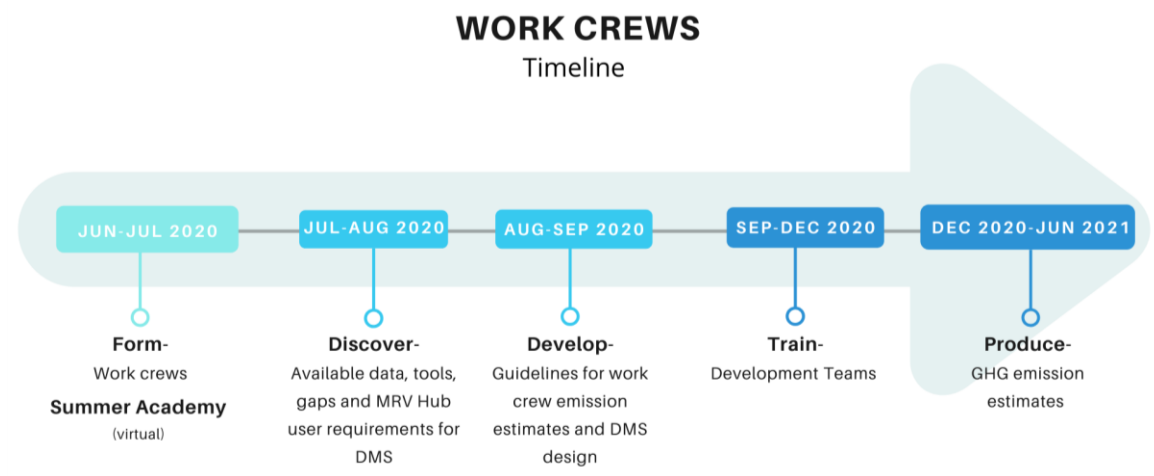 WORK CREWS
Timeline
JUN-JUL 2020
JUL-AUG 2020
AUG-SEP 2020
SEP-DEC 2020
DEC 2020-JUN 2021
Form-
Work crews
Summer Academy
(virtual)
Discover-
Available data, tools,
gaps and MRV Hub
user requirements for
DMS
Develop-
Guidelines for work
crew emission
estimates and DMS
design
Train-
Development Teams
Produce-
GHG emission
estimates